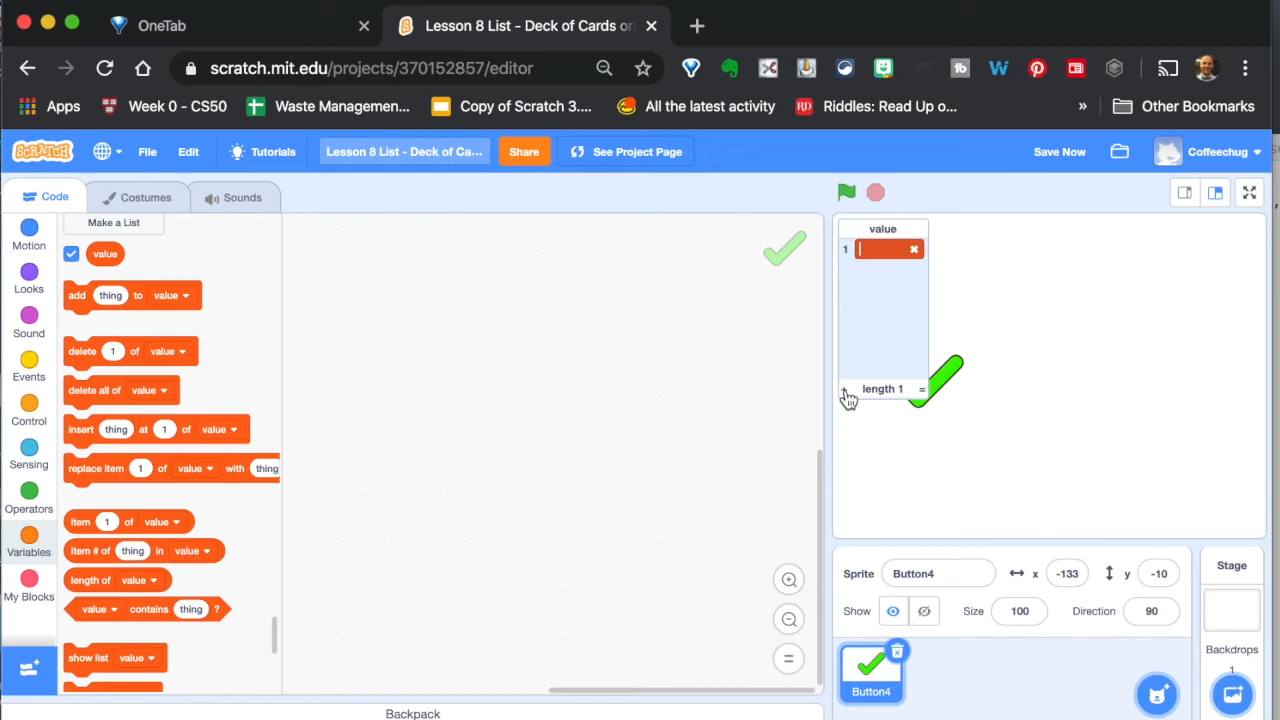 OneTab
Lesson 8 List - Deck of Cards on
scratch.mit.edu/projects/370152857/editor
Apps
Week 0 - CS50
Waste Managemen...
Copy of Scratch 3....
All the latest activity
RD
Riddles: Read Up o...
»
Other Bookmarks
SCRATCH
File
Edit
Tutorials
Lesson 8 List - Deck of Ca...
Share
See Project Page
Save Now
Coffeechug
Code
Costumes
Sounds
Motion
Looks
Sound
Events
Control
Sensing
Operators
Variables
My Blocks
Make a List
value
add thing to value
delete 1 of value
delete all of value
insert thing at 1 of value
replace item 1 of value with thing
item 1 of value
item # of thing in value
length of value
value contains thing ?
show list value
Backpack
value
1
+ length 1 =
Sprite
Button4
x
-133
y
-10
Show
Size
100
Direction
90
Button4
Stage
Backdrops
1